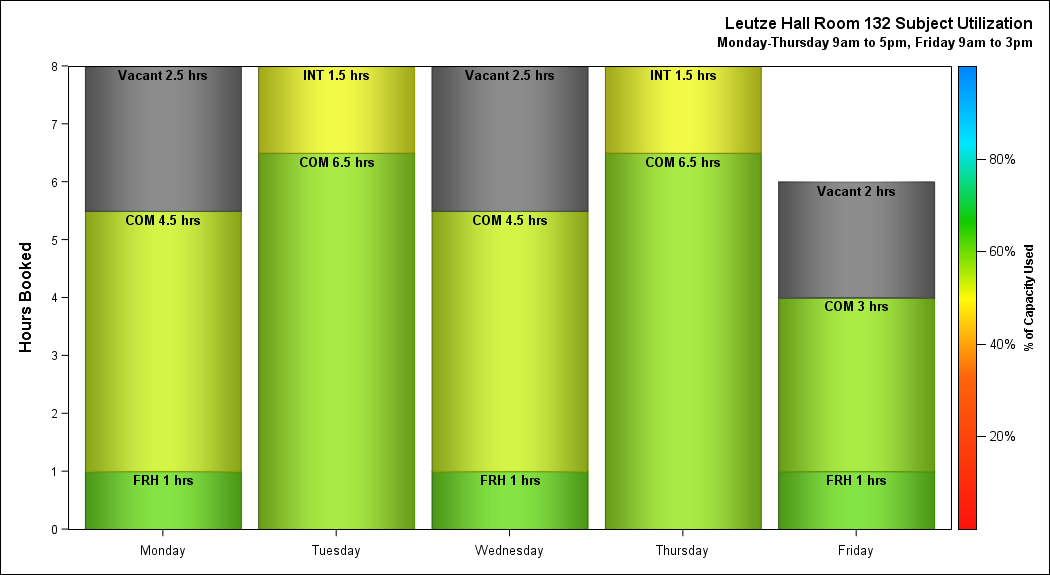 Leutze Hall Room 132 Subject Utilization
Monday-Thursday 9am to 5pm, Friday 9am to 3pm
Hours Booked
8
7
6
5
4
3
2
1
0
Vacant 2.5 hrs
COM 4.5 hrs
FRH 1 hrs
INT 1.5 hrs
COM 6.5 hrs
Vacant 2.5 hrs
COM 4.5 hrs
FRH 1 hrs
INT 1.5 hrs
COM 6.5 hrs
Vacant 2 hrs
COM 3 hrs
FRH 1 hrs
Monday
Tuesday
Wednesday
Thursday
Friday
80%
60%
40%
20%
% of Capacity Used